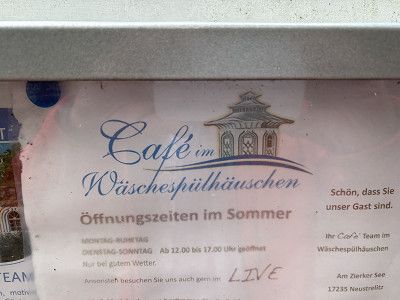 Café im
Wäschespülhäuschen
Öffnungszeiten im Sommer
MONTAG-RUHETAG
DIENSTAG-SONNTAG Ab 12.00 bis 17.00 Uhr geöffnet
Nur bei gutem Wetter.
Ansonsten besuchen Sie uns auch gern im LIVE
Schön, dass Sie
unser Gast sind.
Ihr Café Team im
Wäschespülhäuschen
Am Zierker See
17235 Neustrelitz
TEAM